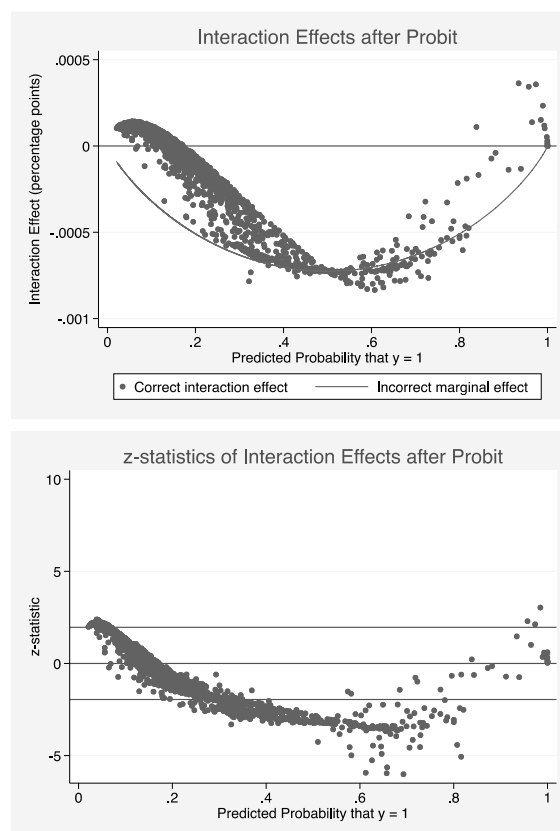 Interaction Effects after Probit
Interaction Effect (percentage points)
.0005
0
-.0005
-.001
0 .2 .4 .6 .8 1
Predicted Probability that y = 1
Correct interaction effect Incorrect marginal effect
z-statistics of Interaction Effects after Probit
z-statistic
10
5
0
-5
0 .2 .4 .6 .8 1
Predicted Probability that y = 1